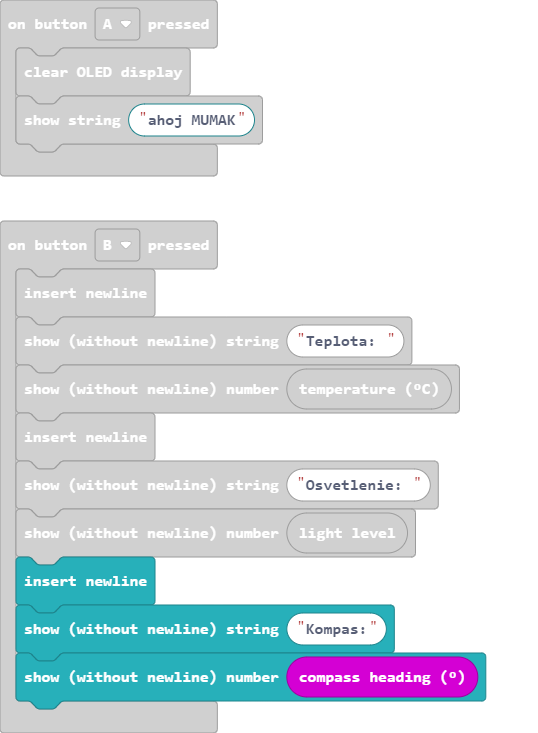 on button A pressed
clear OLED display
show string "ahoj MUMAK"
on button B pressed
insert newline
show (without newline) string "Teplota: "
show (without newline) number temperature (ºC)
insert newline
show (without newline) string "Osvetlenie: "
show (without newline) number light level
insert newline
show (without newline) string "Kompas:"
show (without newline) number compass heading (º)